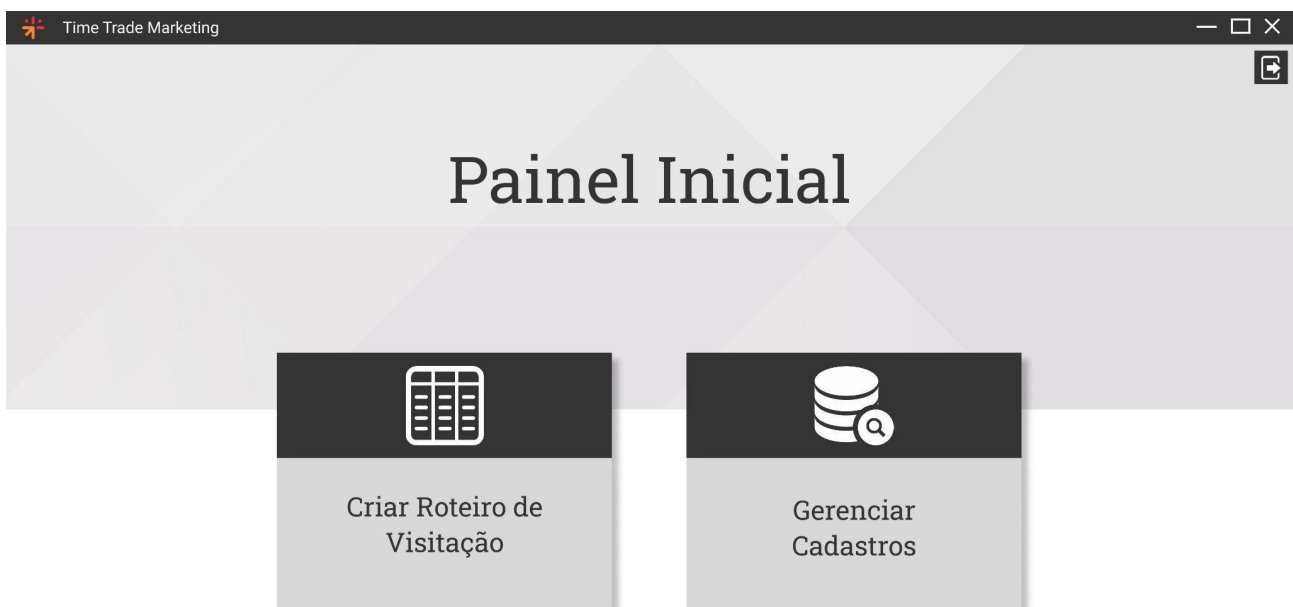 Time Trade Marketing
Painel Inicial
Criar Roteiro de
Visitação
Gerenciar
Cadastros